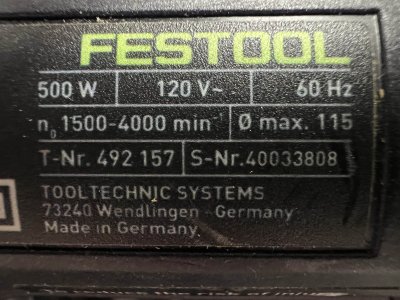 FESTOOL
500 W 120 V~ 60 Hz
n₀ 1500-4000 min⁻¹ Ø max. 115
T-Nr. 492 157 S-Nr.40033808
TOOLTECHNIC SYSTEMS
73240 Wendlingen - Germany
Made in Germany